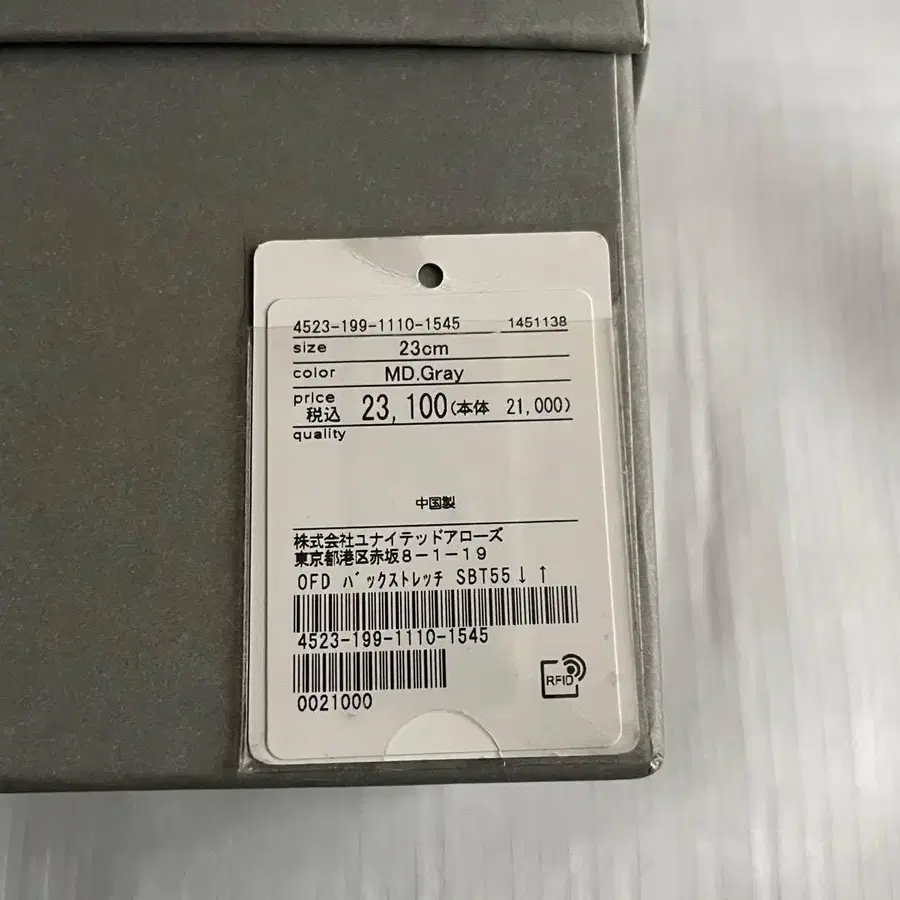 4523-199-1110-1545 1451138
size 23cm
color MD.Gray
price
税込 23,100(本体 21,000)
quality
中国製
株式会社ユナイテッドアローズ
東京都港区赤坂8-1-19
OFD バックストレッチ SBT55↓ ↑
4523-199-1110-1545
RFID
0021000